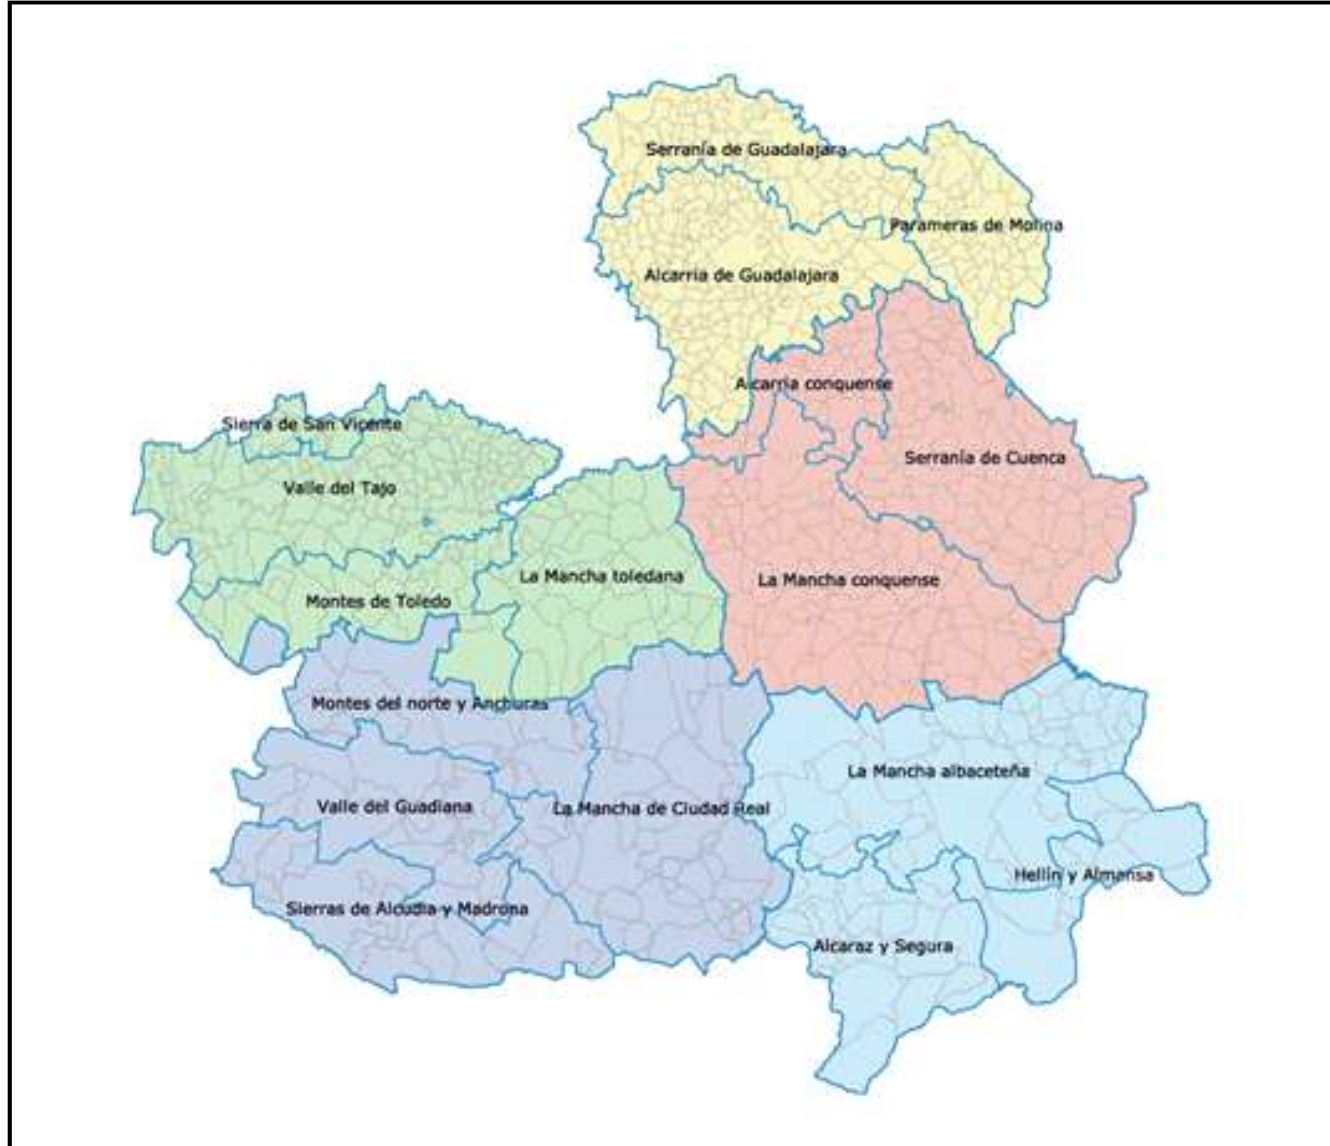 Serranía de Guadalajara
Parameras de Molina
Alcarria de Guadalajara
Alcarria conquense
Sierra de San Vicente
Serranía de Cuenca
Valle del Tajo
La Mancha toledana
La Mancha conquense
Montes de Toledo
Montes del norte y Anchuras
La Mancha albaceteña
Valle del Guadiana
La Mancha de Ciudad Real
Hellín y Almansa
Sierras de Alcudia y Madrona
Alcaraz y Segura